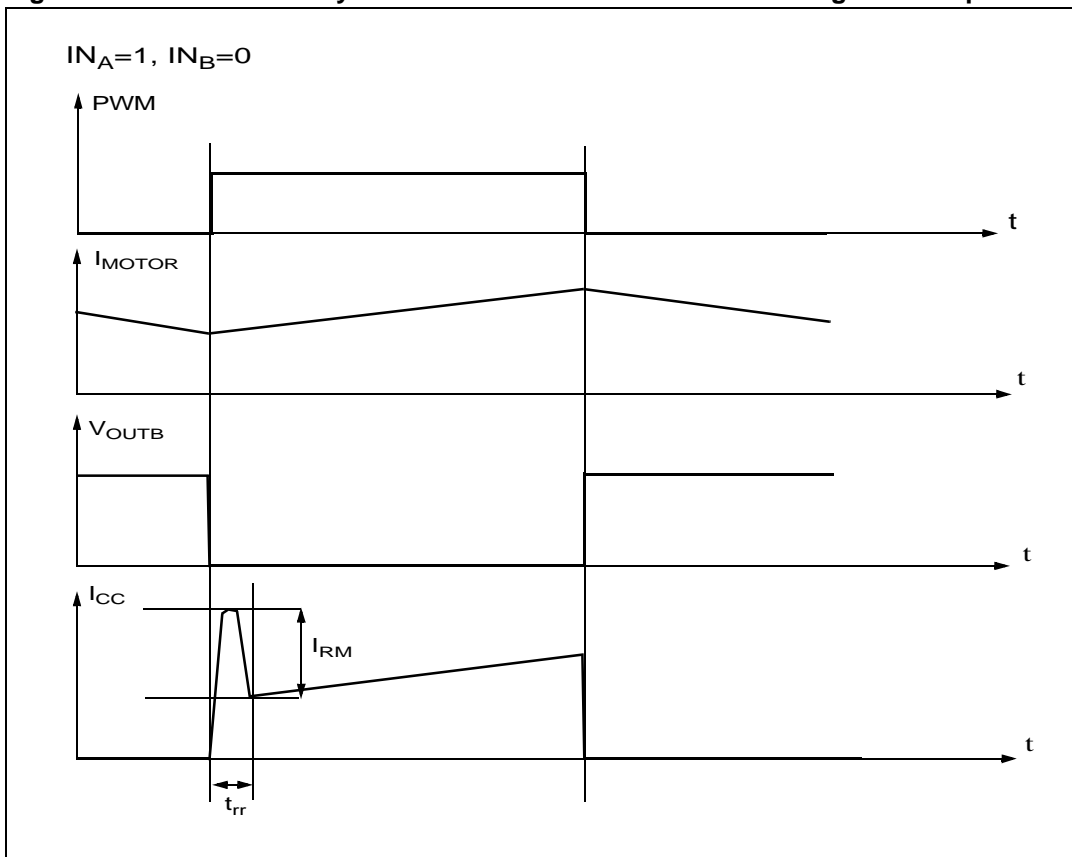 IN_A=1, IN_B=0
PWM
t
I_MOTOR
t
V_OUTB
t
I_CC
I_RM
t
t_rr